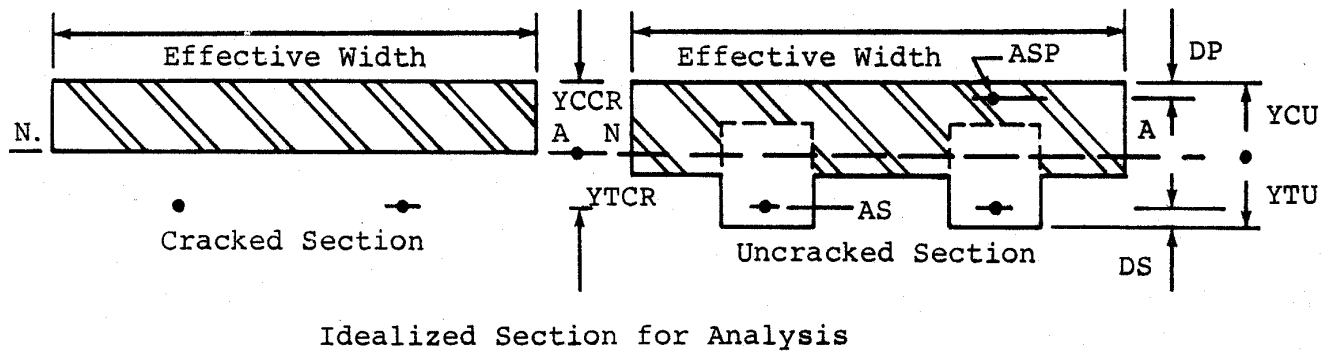 Effective Width
Effective Width
ASP
DP
YCCR
YCU
N.
A
N
A
YTCR
AS
YTU
Cracked Section
Uncracked Section
DS
Idealized Section for Analysis